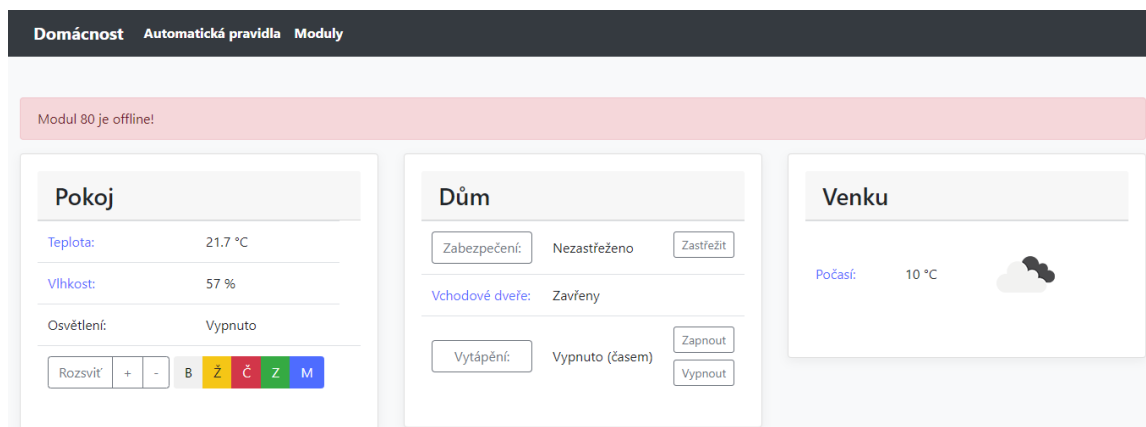 Domácnost Automatická pravidla Moduly
Modul 80 je offline!
Pokoj
Teplota: 21.7 °C
Vlhkost: 57 %
Osvětlení: Vypnuto
Rozsviť + - B Ž Č Z M
Dům
Zabezpečení: Nezastřeženo Zastřežit
Vchodové dveře: Zavřeny
Vytápění: Vypnuto (časem) Zapnout
Vypnout
Venku
Počasí: 10 °C